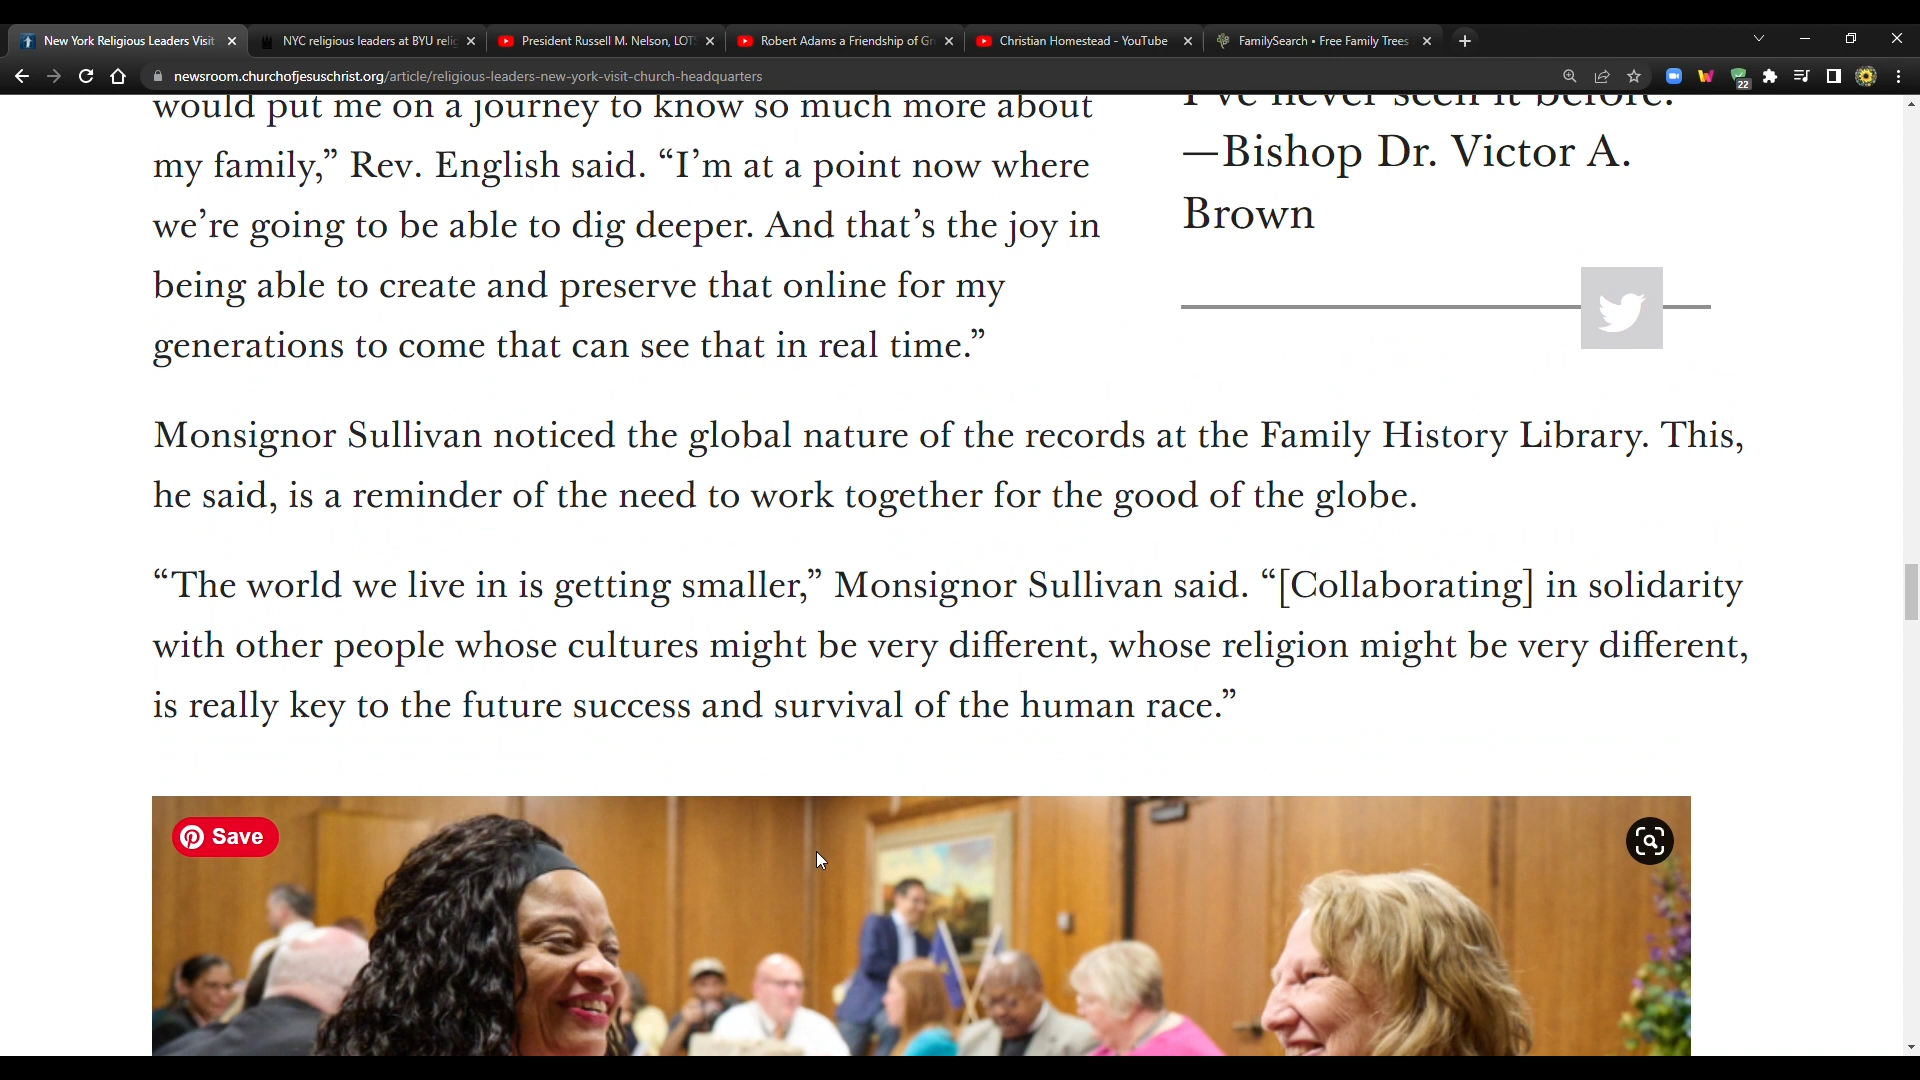 New York Religious Leaders Visit
NYC religious leaders at BYU relig
President Russell M. Nelson, LOTS
Robert Adams a Friendship of Gr
Christian Homestead - YouTube
FamilySearch • Free Family Trees
newsroom.churchofjesuschrist.org/article/religious-leaders-new-york-visit-church-headquarters
22
would put me on a journey to know so much more about
my family,” Rev. English said. “I’m at a point now where
we’re going to be able to dig deeper. And that’s the joy in
being able to create and preserve that online for my
generations to come that can see that in real time.”
I’ve never seen it before.
—Bishop Dr. Victor A.
Brown
Monsignor Sullivan noticed the global nature of the records at the Family History Library. This,
he said, is a reminder of the need to work together for the good of the globe.
“The world we live in is getting smaller,” Monsignor Sullivan said. “[Collaborating] in solidarity
with other people whose cultures might be very different, whose religion might be very different,
is really key to the future success and survival of the human race.”
Save